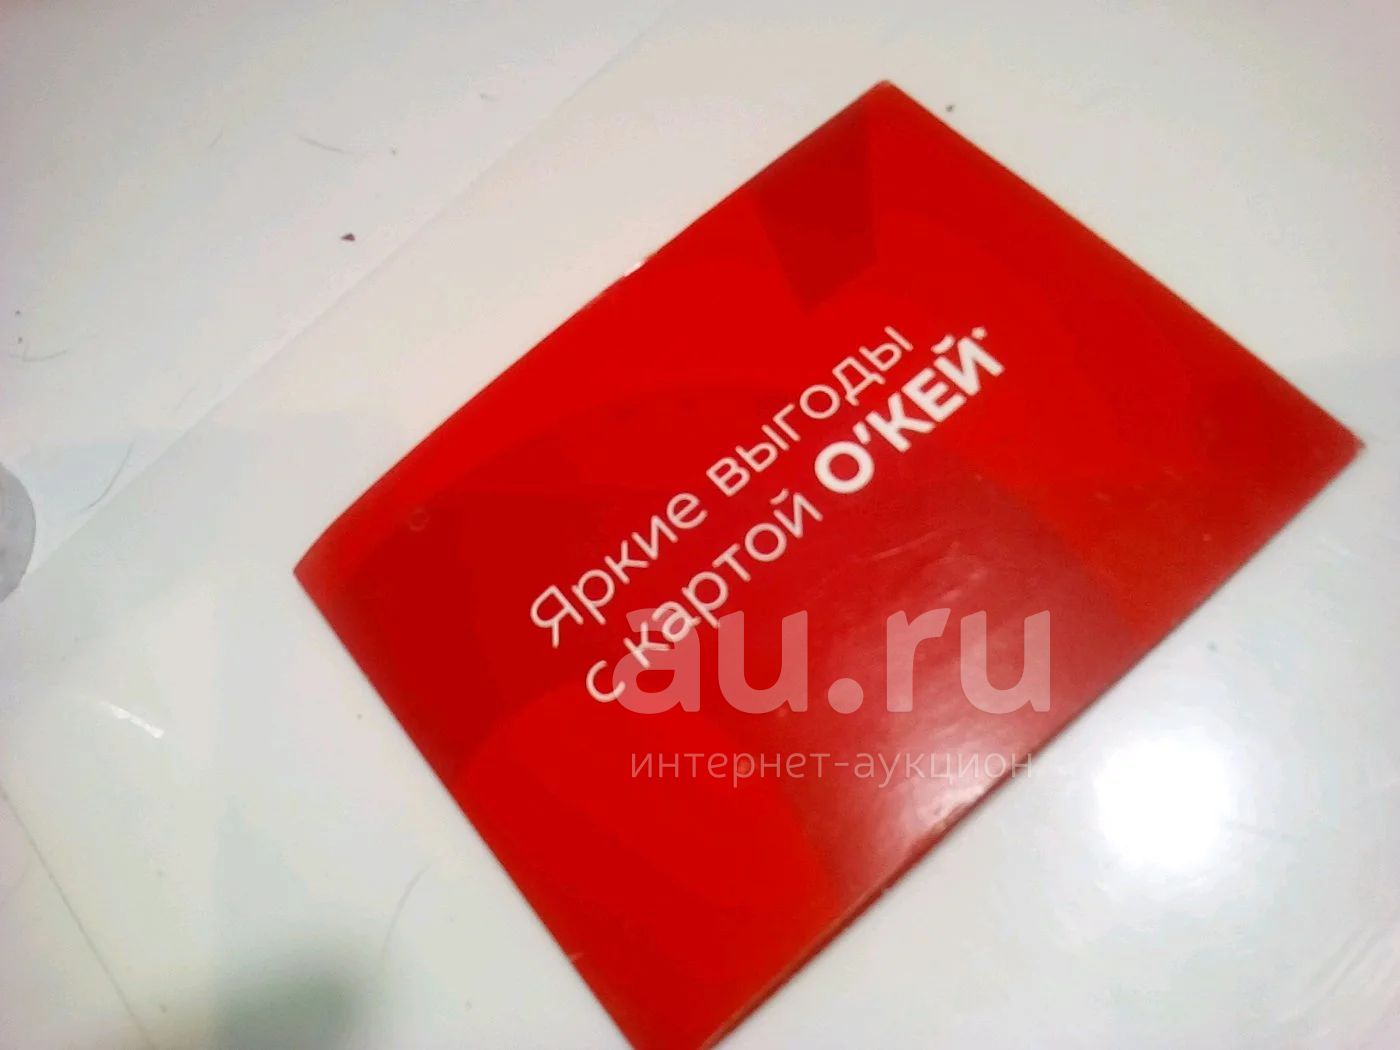 Яркие выгоды
с картой О'КЕЙ*
au.ru
интернет-аукцион